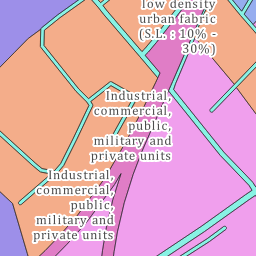 low density
urban fabric
(S.L. : 10% -
30%)
Industrial,
commercial,
public,
military and
private units
Industrial,
commercial,
public,
military and
private units